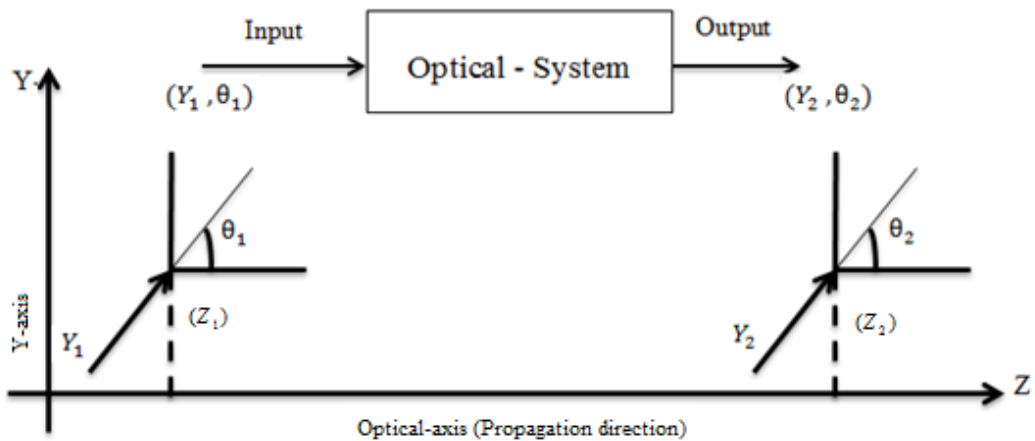 Input
Output
Optical - System
(Y₁ ,θ₁)
(Y₂ ,θ₂)
Y-
θ₁
θ₂
(Z₁)
(Z₂)
Y-axis
Y₁
Y₂
Z
Optical-axis (Propagation direction)